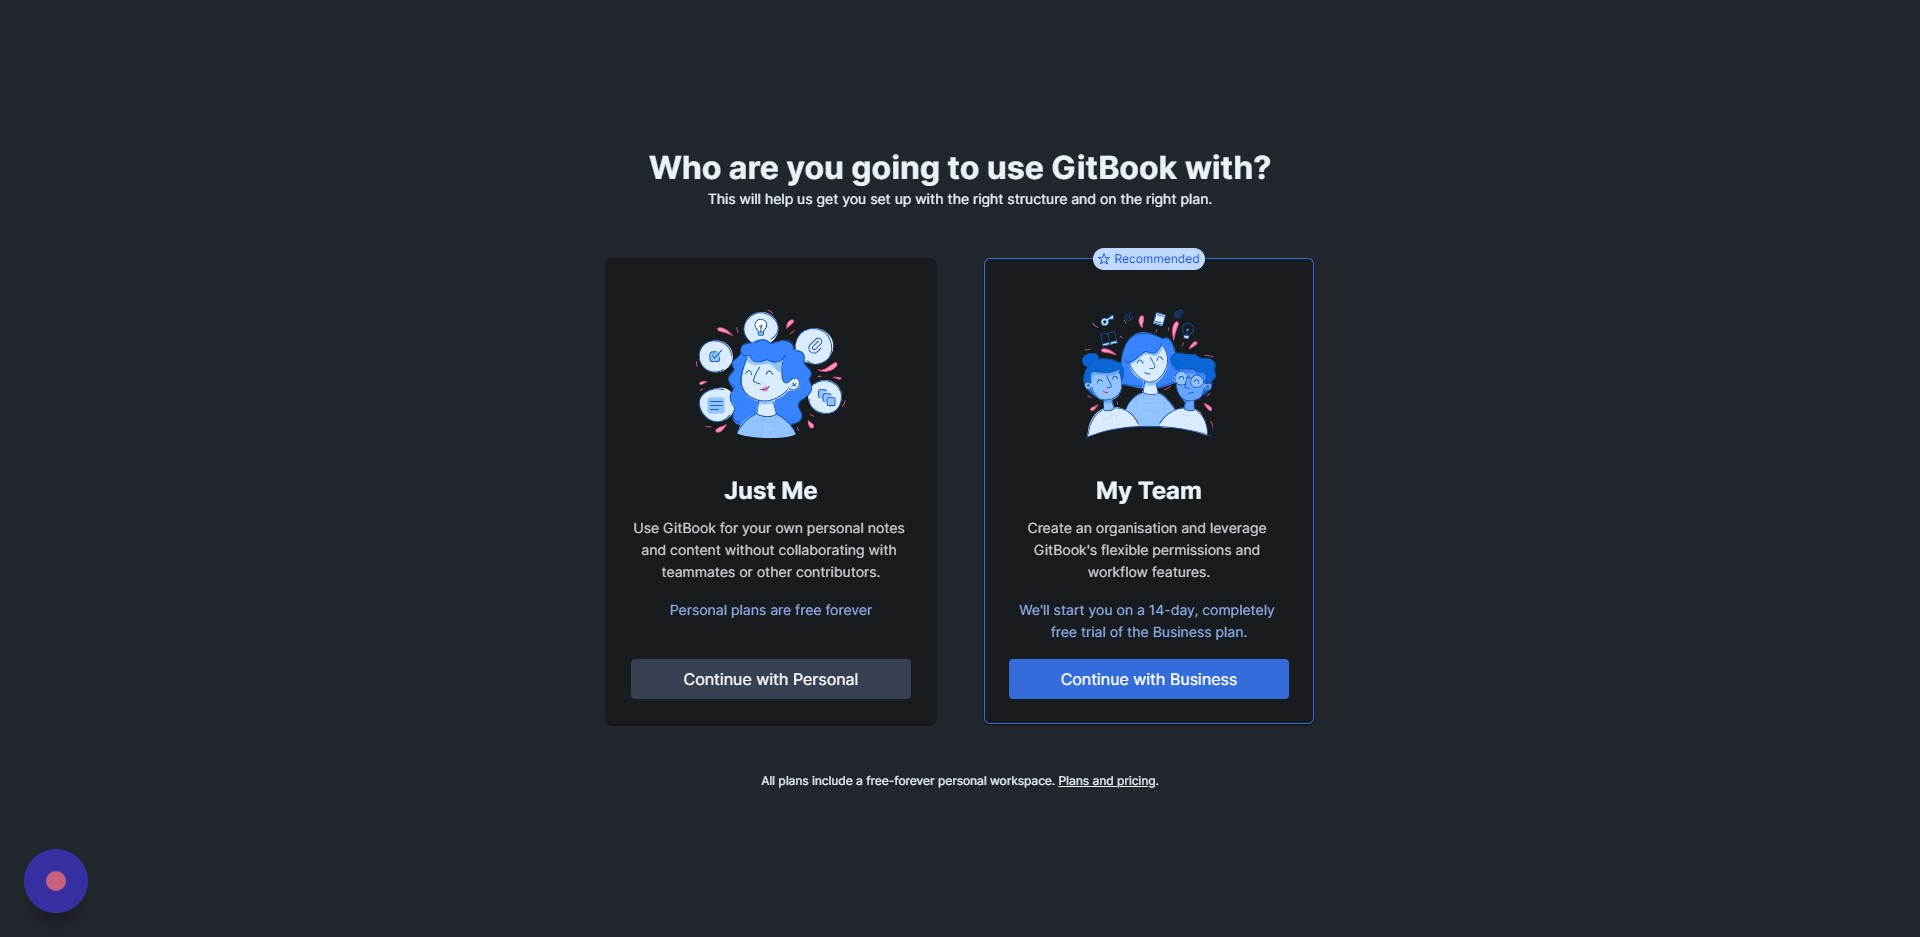 Who are you going to use GitBook with?
This will help us get you set up with the right structure and on the right plan.
Just Me
Use GitBook for your own personal notes
and content without collaborating with
teammates or other contributors.
Personal plans are free forever
Continue with Personal
Recommended
My Team
Create an organisation and leverage
GitBook's flexible permissions and
workflow features.
We'll start you on a 14-day, completely
free trial of the Business plan.
Continue with Business
All plans include a free-forever personal workspace. Plans and pricing.